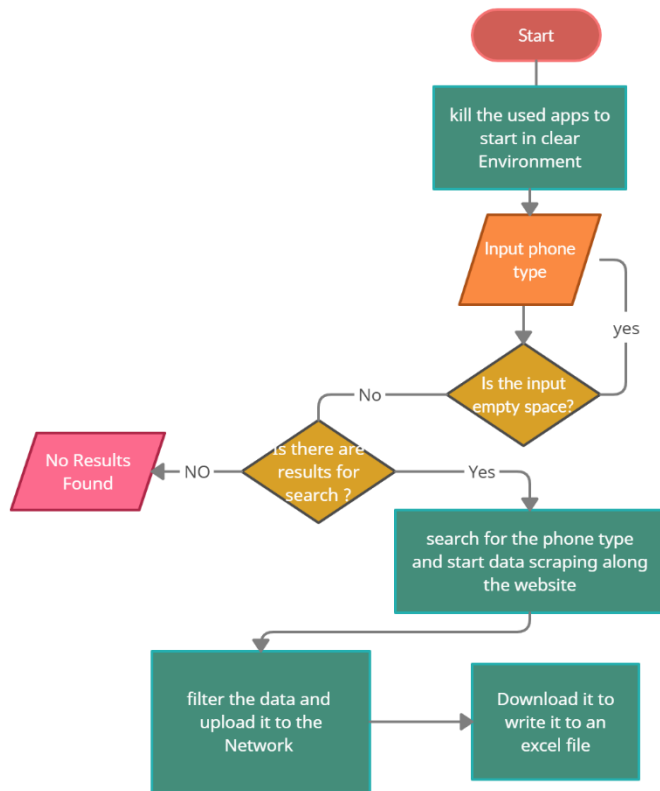 Start
kill the used apps to
start in clear
Environment
Input phone
type
yes
Is the input
empty space?
No
Is there are
results for
search ?
NO
No Results
Found
Yes
search for the phone type
and start data scraping along
the website
filter the data and
upload it to the
Network
Download it to
write it to an
excel file